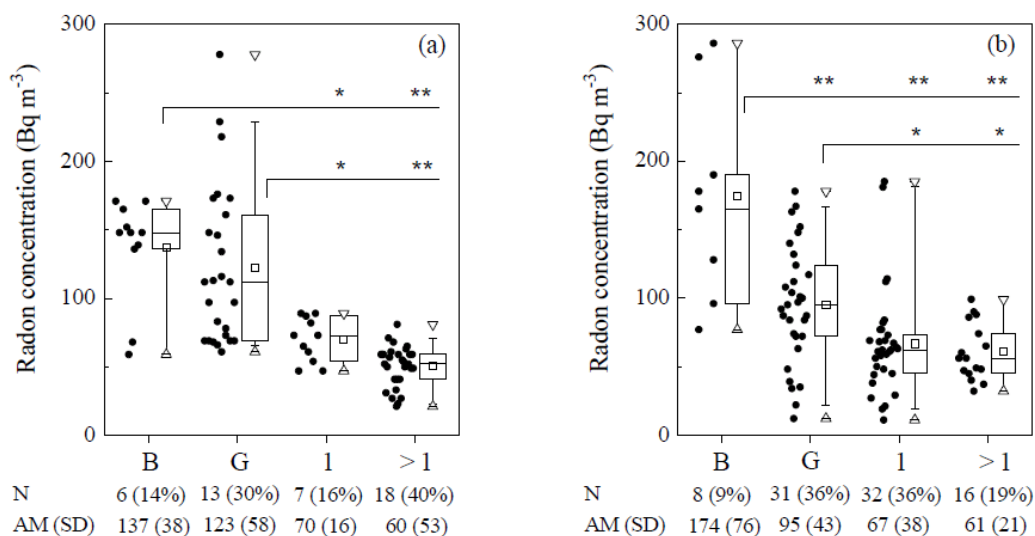 300
200
100
0
Radon concentration (Bq m-3)
(a)
* **
* **
B G 1 > 1
N 6 (14%) 13 (30%) 7 (16%) 18 (40%)
AM (SD) 137 (38) 123 (58) 70 (16) 60 (53)
300
200
100
0
Radon concentration (Bq m-3)
(b)
** ** **
* *
B G 1 > 1
8 (9%) 31 (36%) 32 (36%) 16 (19%)
174 (76) 95 (43) 67 (38) 61 (21)